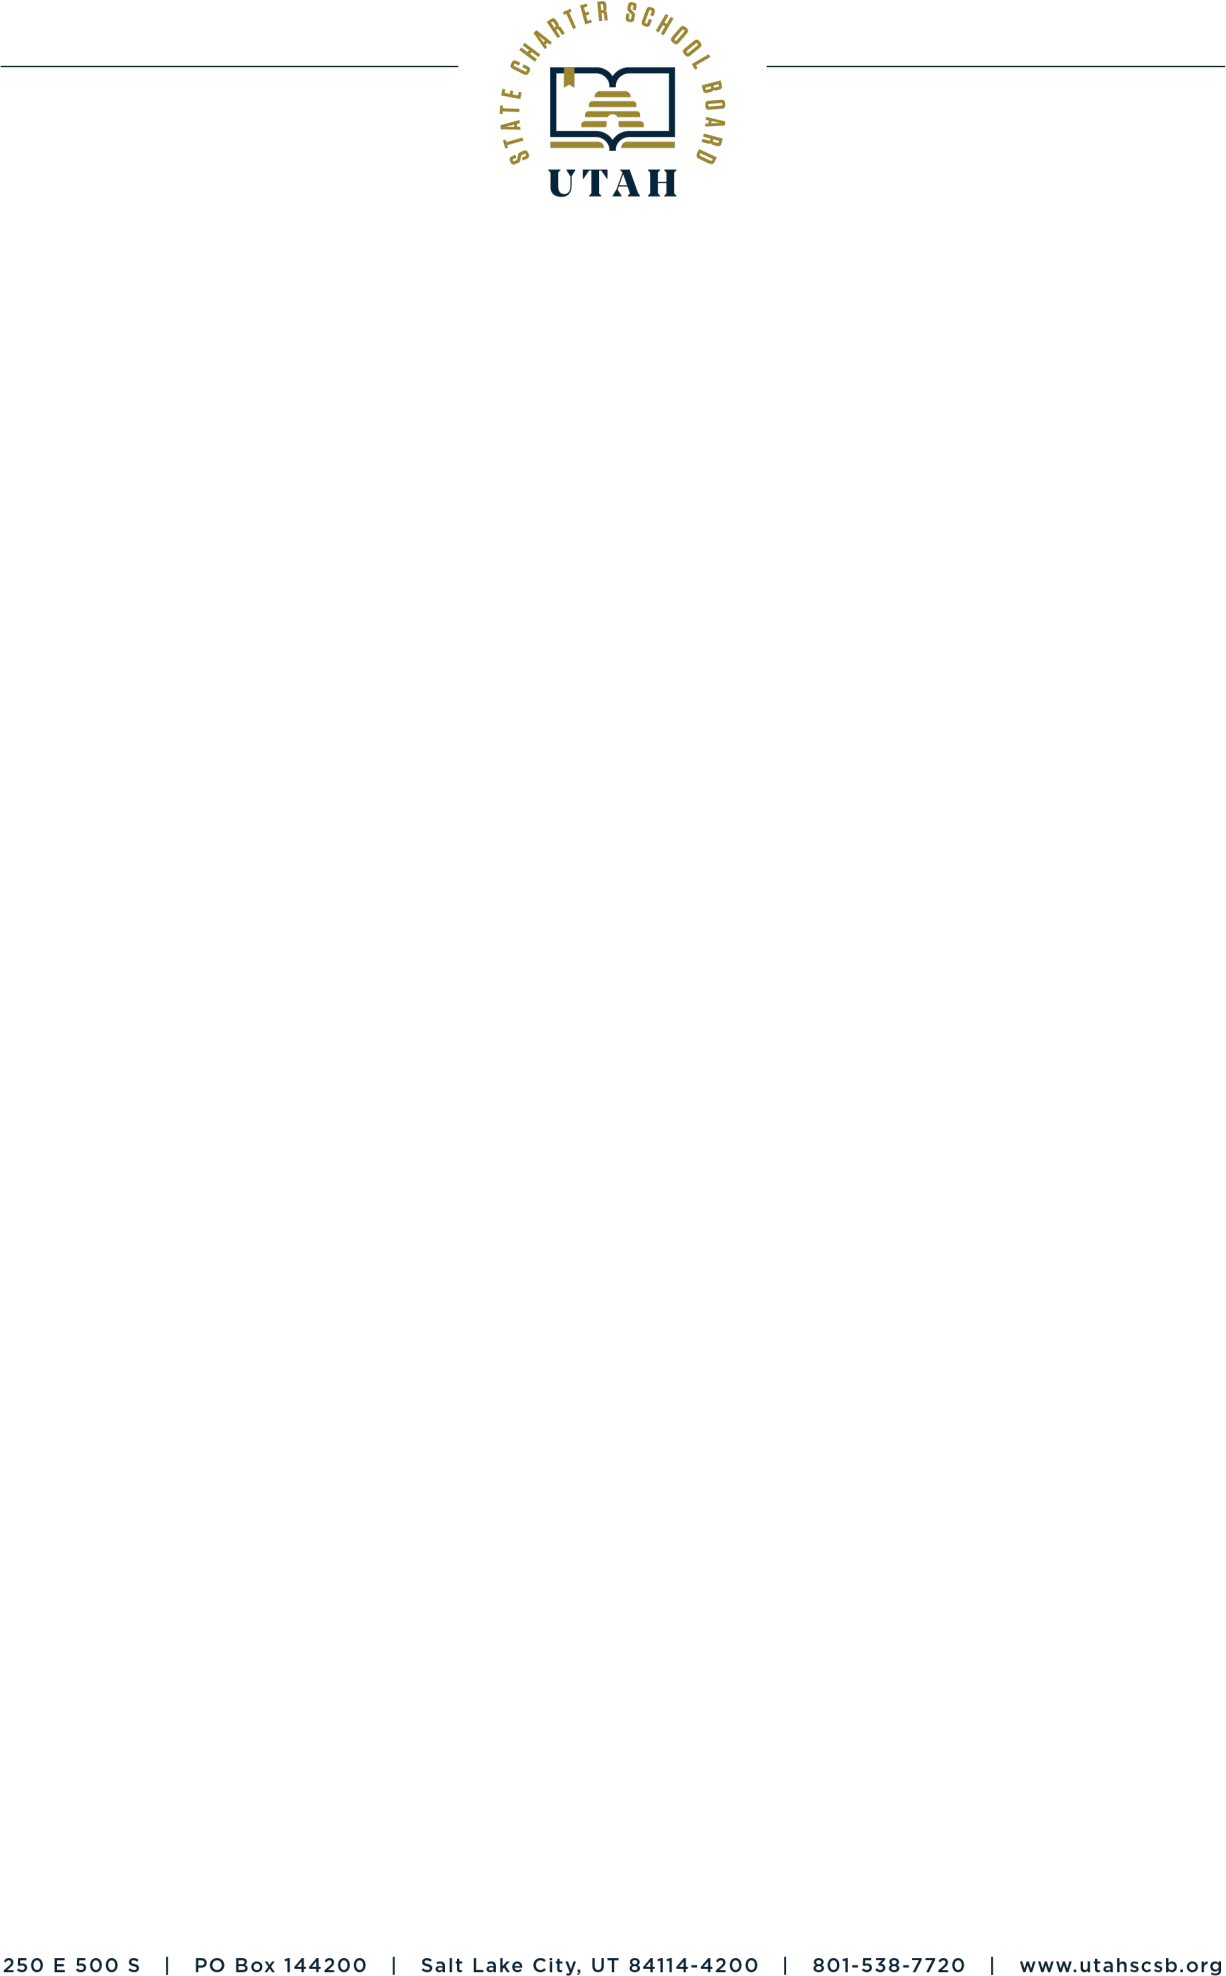 STATE CHARTER SCHOOL BOARD
UTAH
250 E 500 S | PO Box 144200 | Salt Lake City, UT 84114-4200 | 801-538-7720 | www.utahscsb.org